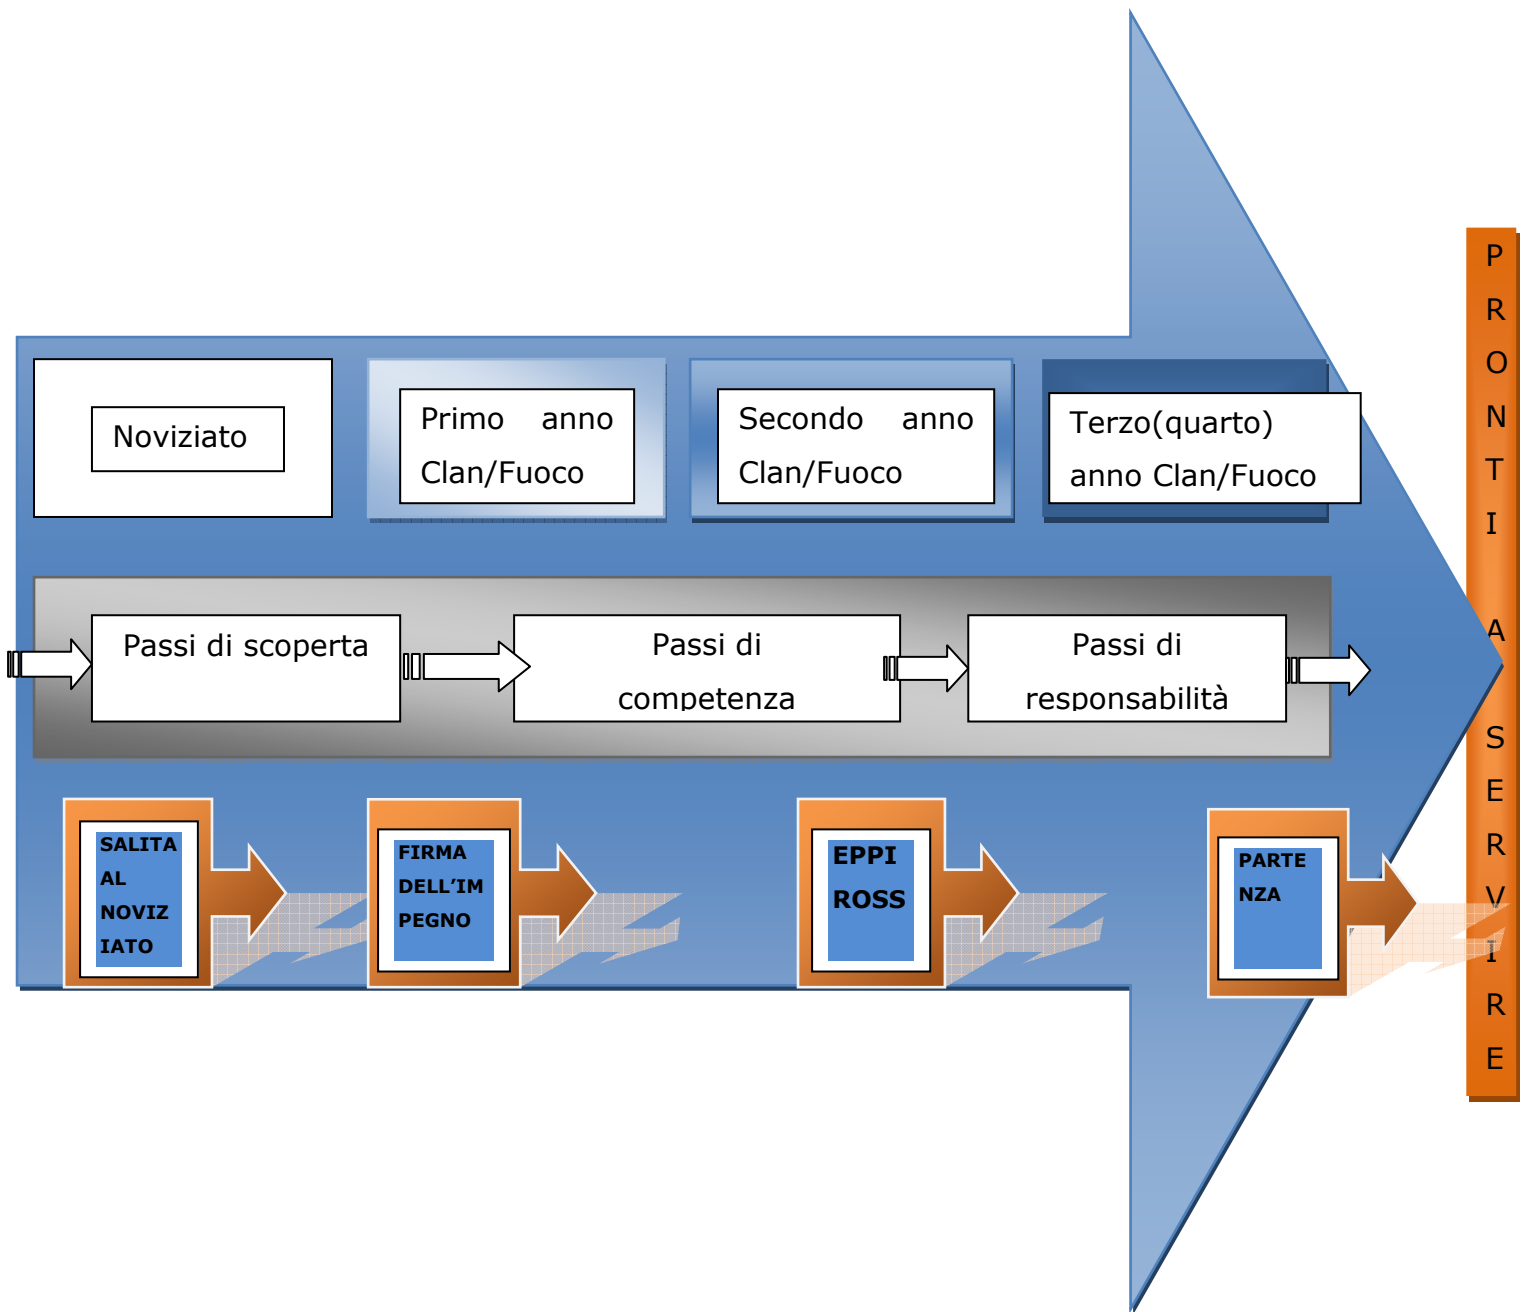 Noviziato
Primo anno
Clan/Fuoco
Secondo anno
Clan/Fuoco
Terzo(quarto)
anno Clan/Fuoco
Passi di scoperta
Passi di
competenza
Passi di
responsabilità
SALITA
AL
NOVIZ
IATO
FIRMA
DELL’IM
PEGNO
EPPI
ROSS
PARTE
NZA
P
R
O
N
T
I
A
S
E
R
V
I
R
E